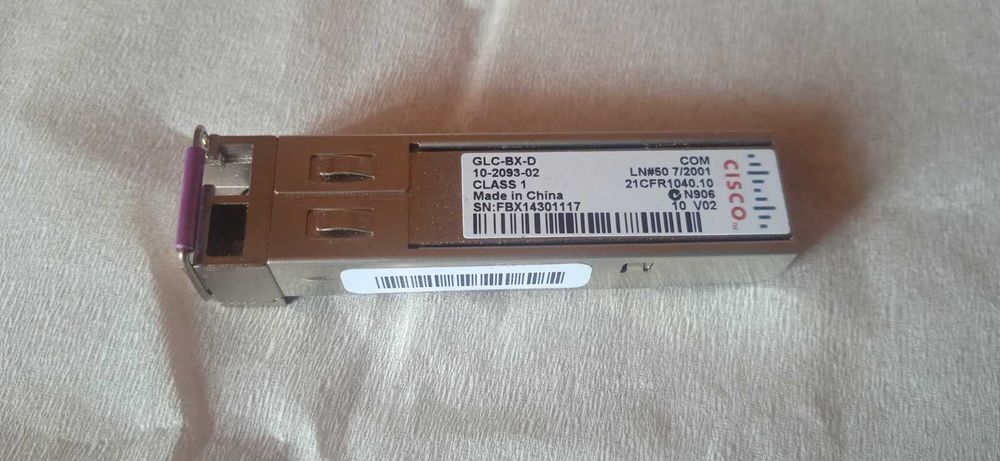 GLC-BX-D
10-2093-02
CLASS 1
Made in China
SN:FBX14301117
COM
LN#50 7/2001
21CFR1040.10
N906
10 V02
CISCO
TM